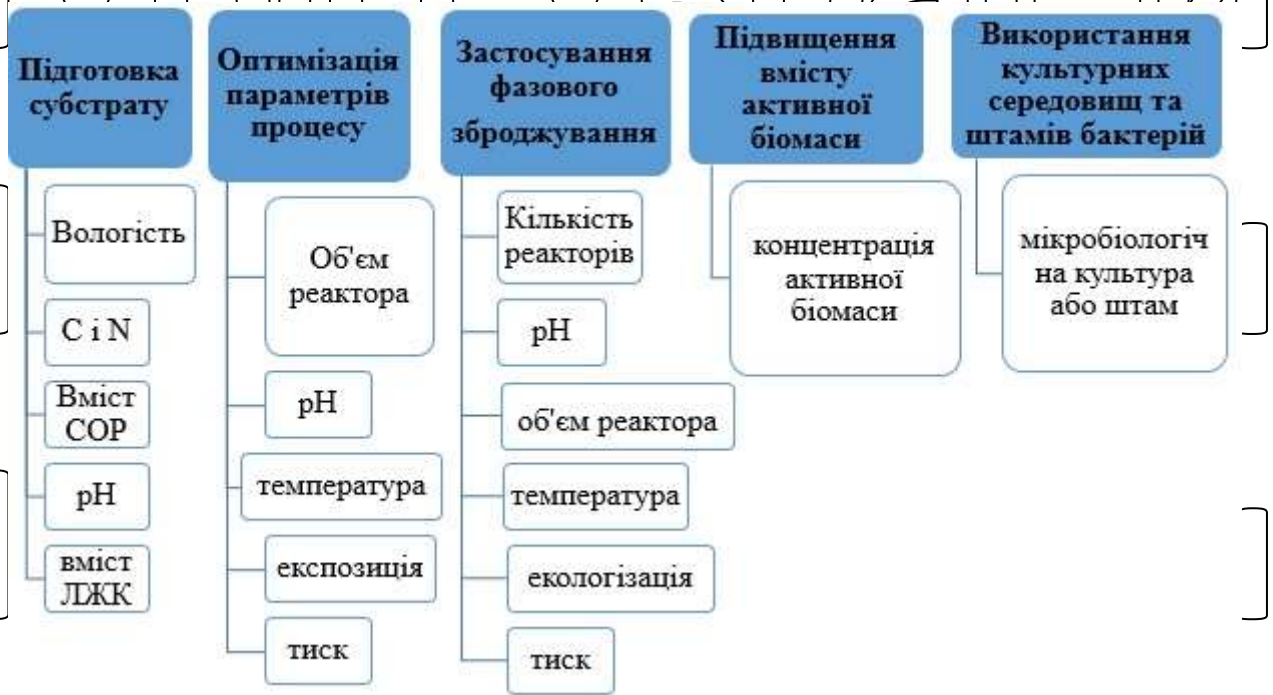 Підготовка
субстрату
Вологість
C і N
Вміст
СОР
pH
вміст
ЛЖК
Оптимізація
параметрів
процесу
Об'єм
реактора
pH
температура
експозиція
тиск
Застосування
фазового
зброджування
Кількість
реакторів
pH
об'єм реактора
температура
екологізація
тиск
Підвищення
вмісту
активної
біомаси
концентрація
активної
біомаси
Використання
культурних
середовищ та
штамів бактерій
мікробіологіч
на культура
або штам